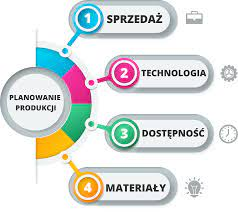 1 SPRZEDAŻ
2 TECHNOLOGIA
PLANOWANIE
PRODUKCJI
3 DOSTĘPNOŚĆ
4 MATERIAŁY